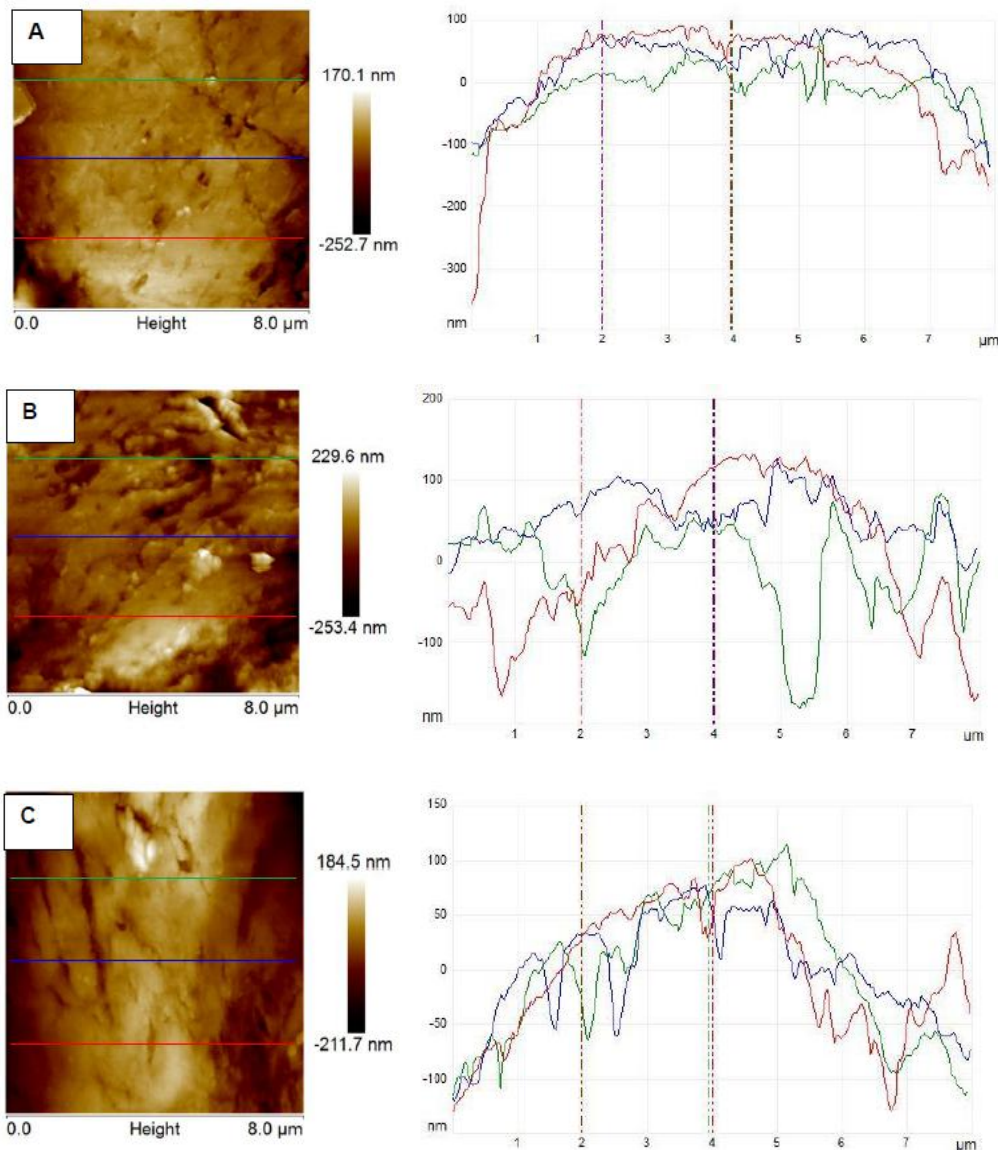 A
170.1 nm
-252.7 nm
0.0 Height 8.0 µm
100
0
-100
-200
-300
nm
1 2 3 4 5 6 7 µm
B
229.6 nm
-253.4 nm
0.0 Height 8.0 µm
200
100
0
-100
nm
1 2 3 4 5 6 7 µm
C
184.5 nm
-211.7 nm
0.0 Height 8.0 µm
150
100
50
0
-50
-100
nm
1 2 3 4 5 6 7 µm